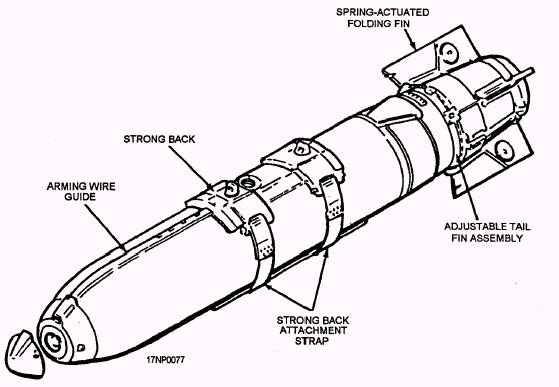 SPRING-ACTUATED
FOLDING FIN
STRONG BACK
ARMING WIRE
GUIDE
ADJUSTABLE TAIL
FIN ASSEMBLY
STRONG BACK
ATTACHMENT
STRAP
17NP0077